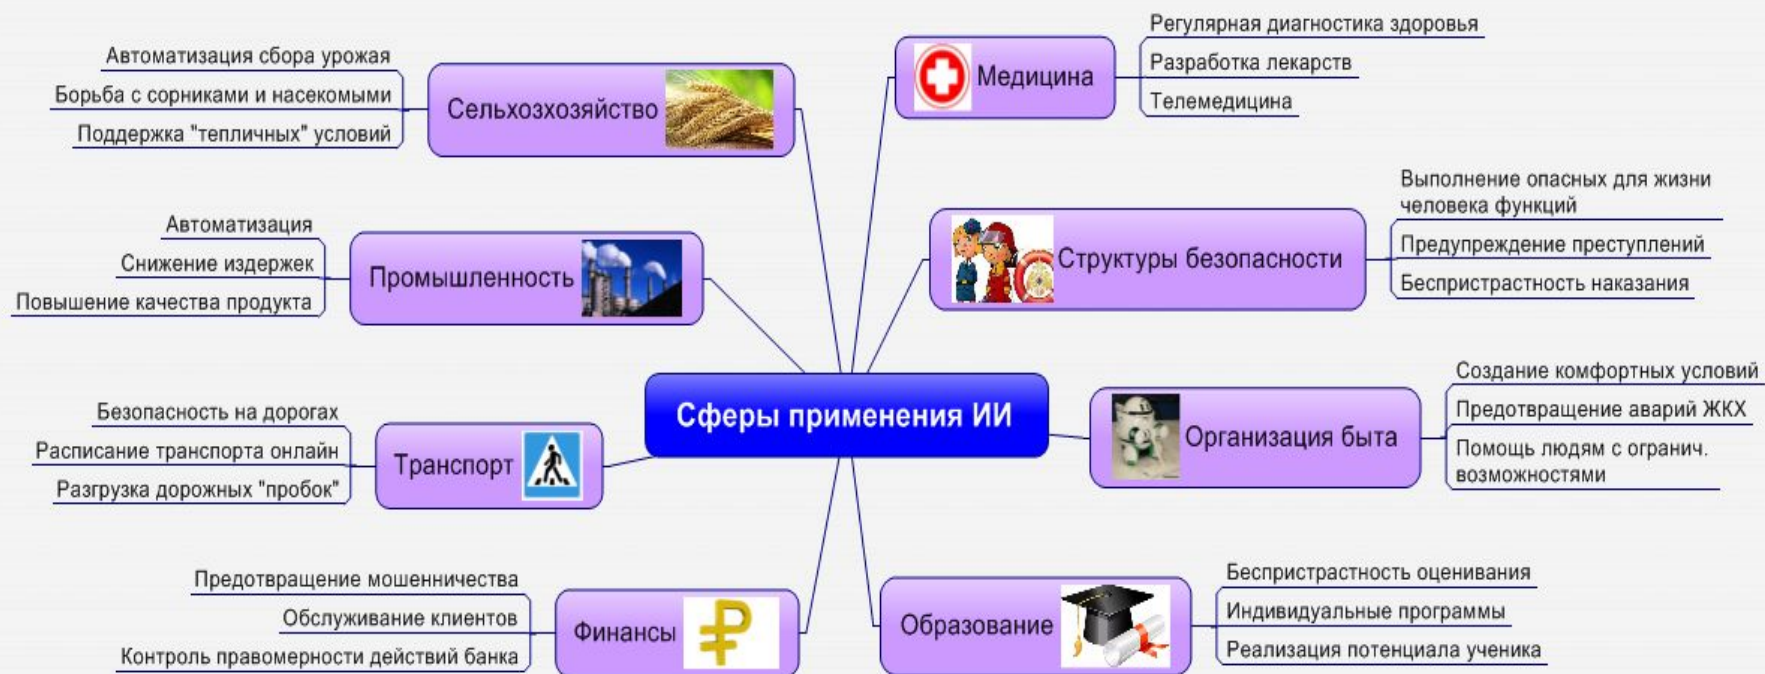 Сферы применения ИИ
Сельхозхозяйство
Автоматизация сбора урожая
Борьба с сорниками и насекомыми
Поддержка "тепличных" условий
Промышленность
Автоматизация
Снижение издержек
Повышение качества продукта
Транспорт
Безопасность на дорогах
Расписание транспорта онлайн
Разгрузка дорожных "пробок"
Финансы
Предотвращение мошенничества
Обслуживание клиентов
Контроль правомерности действий банка
Медицина
Регулярная диагностика здоровья
Разработка лекарств
Телемедицина
Структуры безопасности
Выполнение опасных для жизни
человека функций
Предупреждение преступлений
Беспристрастность наказания
Организация быта
Создание комфортных условий
Предотвращение аварий ЖКХ
Помощь людям с огранич.
возможностями
Образование
Беспристрастность оценивания
Индивидуальные программы
Реализация потенциала ученика